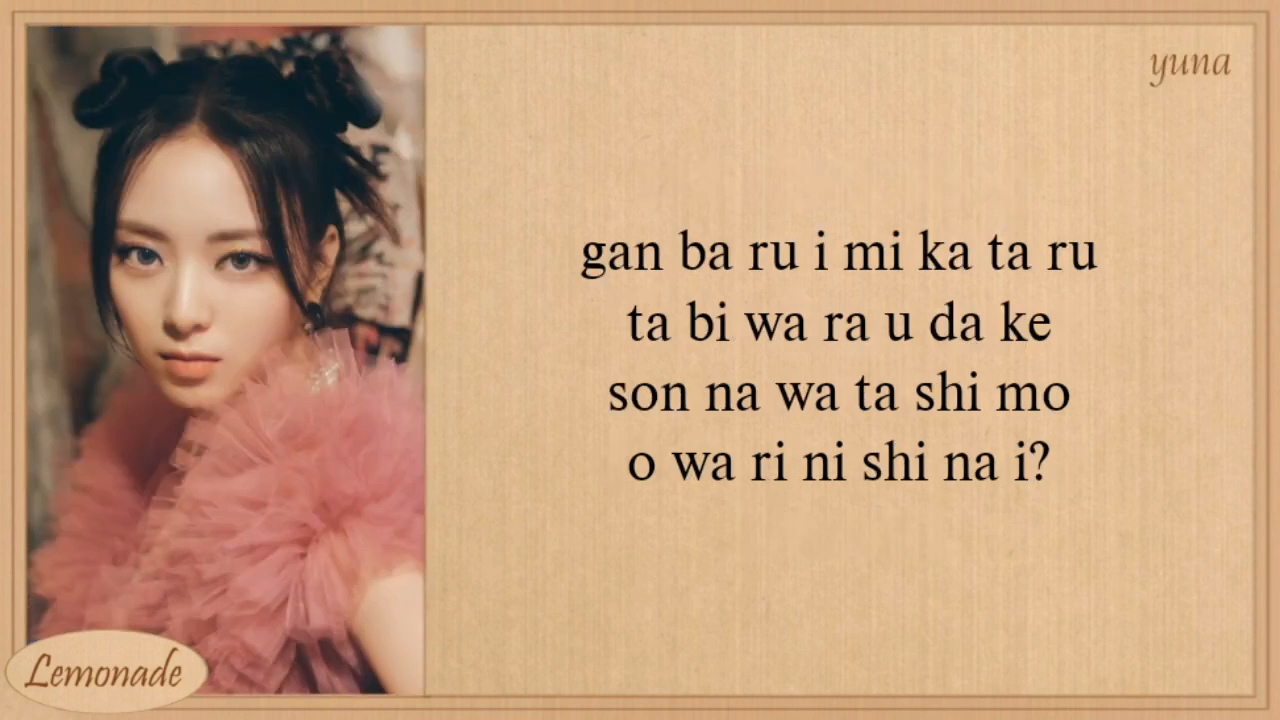 yuna
gan ba ru i mi ka ta ru
ta bi wa ra u da ke
son na wa ta shi mo
o wa ri ni shi na i?
Lemonade